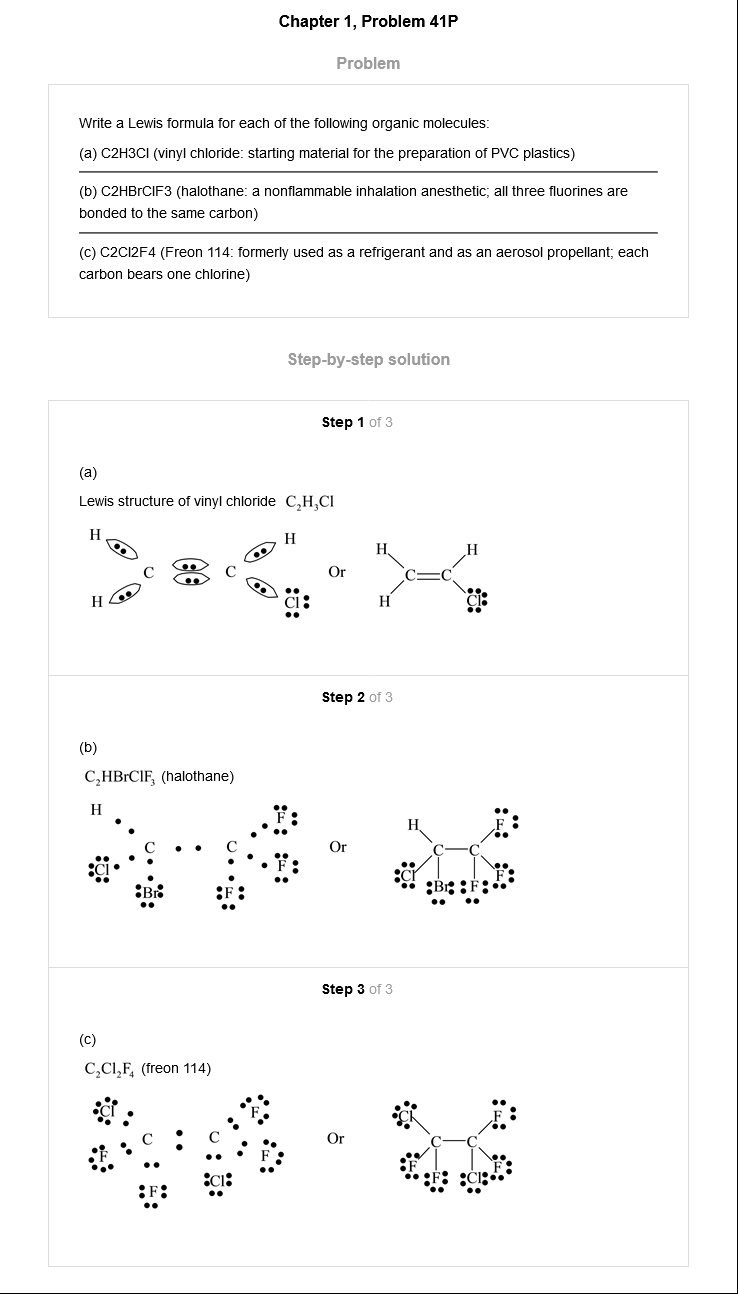 Chapter 1, Problem 41P
Problem
Write a Lewis formula for each of the following organic molecules:
(a) C2H3Cl (vinyl chloride: starting material for the preparation of PVC plastics)
(b) C2HBrClF3 (halothane: a nonflammable inhalation anesthetic; all three fluorines are
bonded to the same carbon)
(c) C2Cl2F4 (Freon 114: formerly used as a refrigerant and as an aerosol propellant; each
carbon bears one chlorine)
Step-by-step solution
Step 1 of 3
(a)
Lewis structure of vinyl chloride C₂H₃Cl
H H H H
C C Or C=C
H Cl H Cl
Step 2 of 3
(b)
C₂HBrClF₃ (halothane)
H F H F
C C Or C C
Cl F Cl F
Br F Br F
Step 3 of 3
(c)
C₂Cl₂F₄ (freon 114)
Cl F Cl F
C C Or C C
F F F F
F Cl F Cl